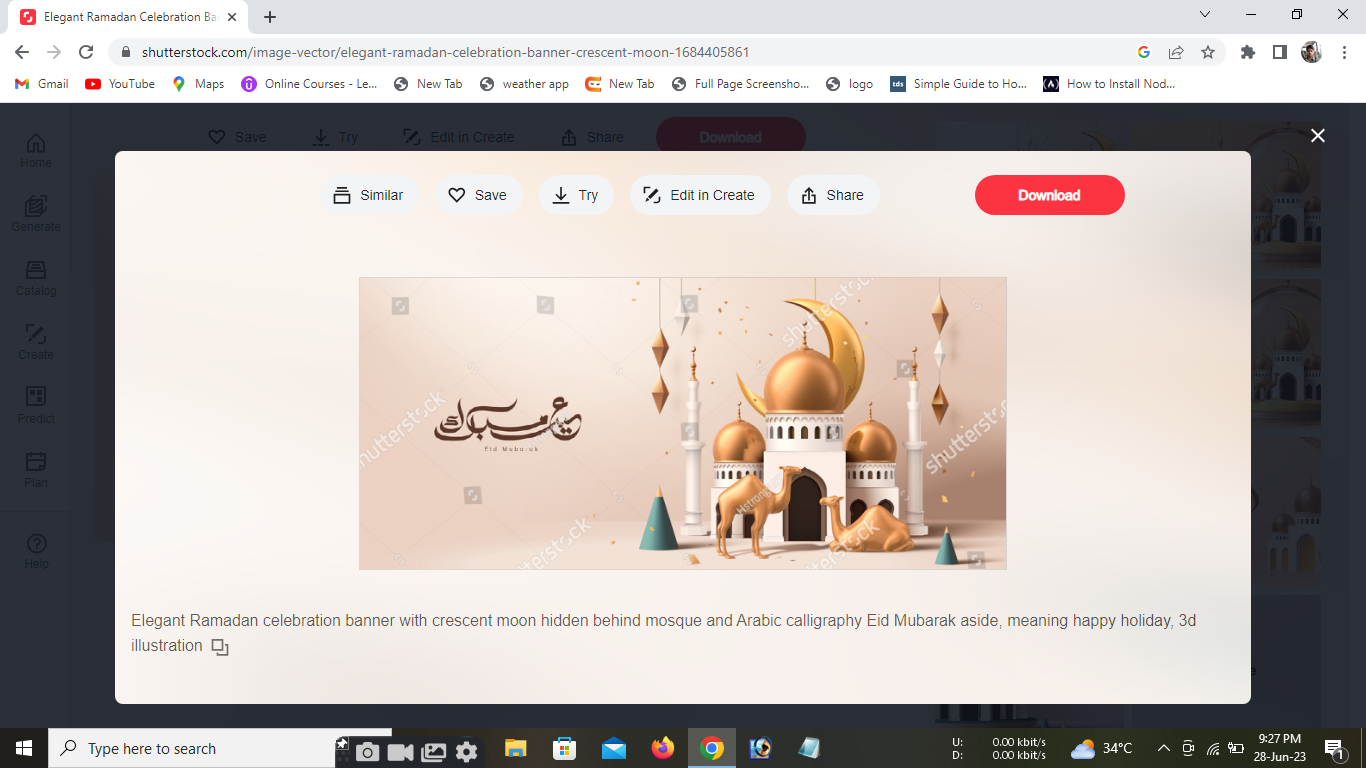 Elegant Ramadan Celebration Ba
shutterstock.com/image-vector/elegant-ramadan-celebration-banner-crescent-moon-1684405861
Gmail
YouTube
Maps
Online Courses - Le...
New Tab
weather app
New Tab
Full Page Screensho...
logo
tds
Simple Guide to Ho...
How to Install Nod...
Save
Try
Edit in Create
Share
Download
Home
Generate
Catalog
Create
Predict
Plan
Help
Similar
Save
Try
Edit in Create
Share
Download
عيد مبارك
Eid Mubarak
shutterstock
shutterstock
shutterstock
shutterstock
shutterstock
Elegant Ramadan celebration banner with crescent moon hidden behind mosque and Arabic calligraphy Eid Mubarak aside, meaning happy holiday, 3d
illustration
Type here to search
U: 0.00 kbit/s
D: 0.00 kbit/s
34°C
9:27 PM
28-Jun-23
1